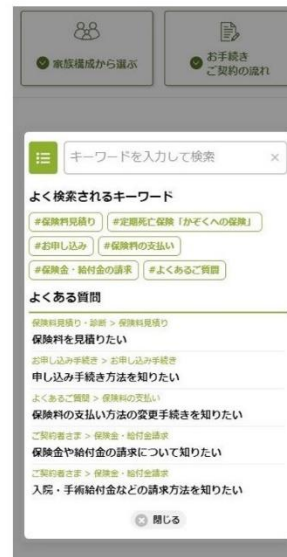 家族構成から選ぶ
お手続き
ご契約の流れ
キーワードを入力して検索
よく検索されるキーワード
#保険料見積り
#定期死亡保険「かぞくへの保険」
#お申し込み
#保険料の支払い
#保険金・給付金の請求
#よくあるご質問
よくある質問
保険料見積り・診断 > 保険料見積り
保険料を見積りたい
お申し込み手続き > お申し込み手続き
申し込み手続き方法を知りたい
よくあるご質問 > 保険料の支払い
保険料の支払い方法の変更手続きを知りたい
ご契約者さま > 保険金・給付金請求
保険金や給付金の請求について知りたい
ご契約者さま > 保険金・給付金請求
入院・手術給付金などの請求方法を知りたい
閉じる